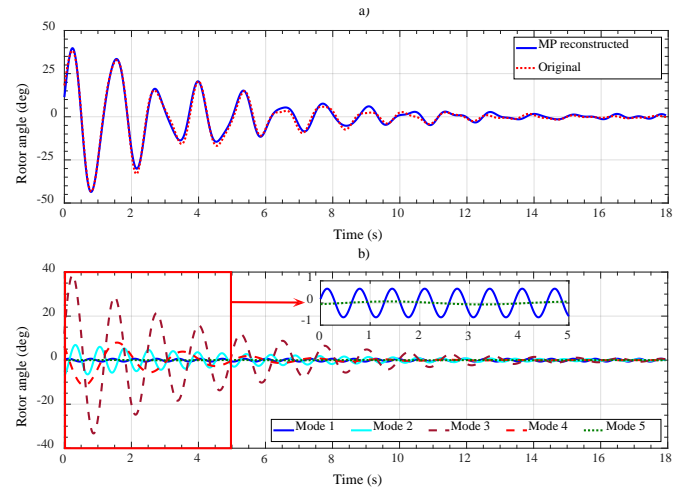 a)
50
25
0
-25
-50
Rotor angle (deg)
MP reconstructed
Original
0 2 4 6 8 10 12 14 16 18
Time (s)
b)
40
20
0
-20
-40
Rotor angle (deg)
1
0
-1
0 1 2 3 4 5
Mode 1 Mode 2 Mode 3 Mode 4 Mode 5
0 2 4 6 8 10 12 14 16 18
Time (s)